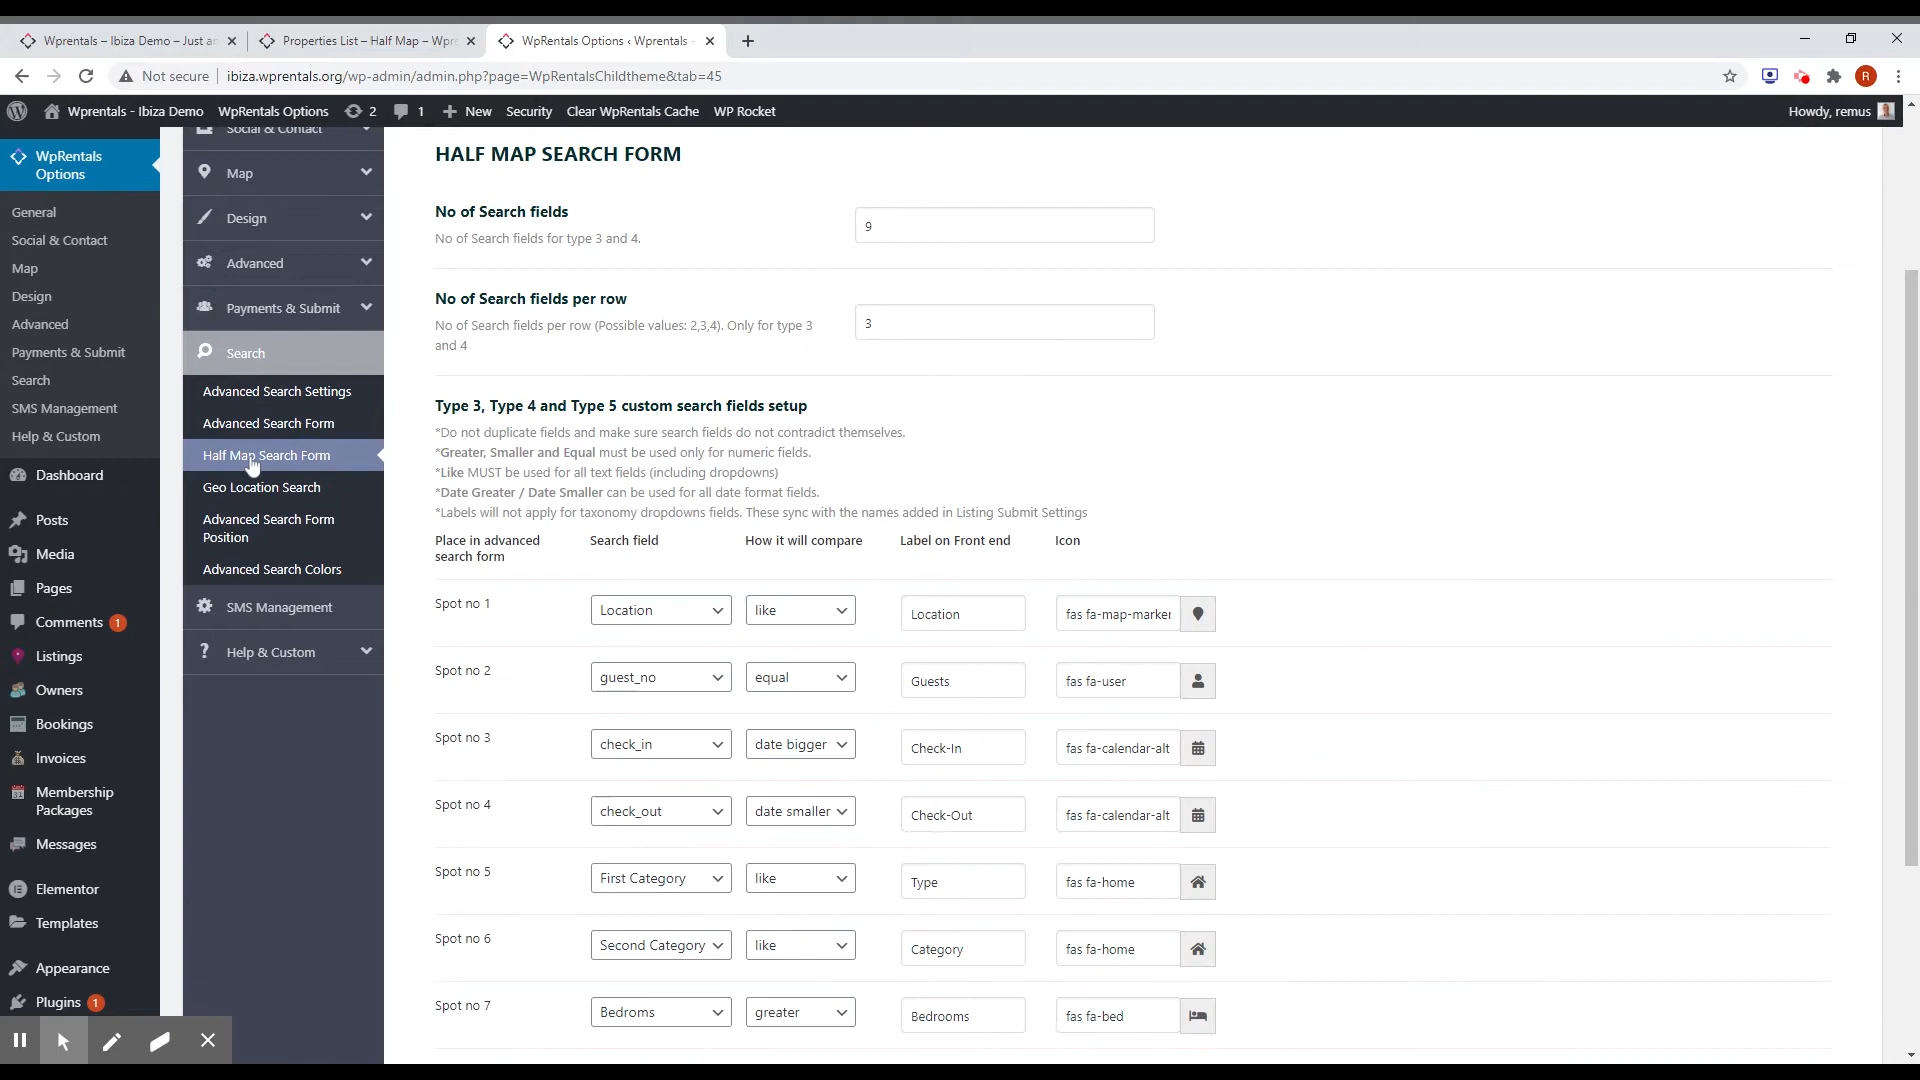 Wprentals – Ibiza Demo – Just a
Properties List – Half Map – Wpr
WpRentals Options ‹ Wprentals -
Not secure
ibiza.wprentals.org/wp-admin/admin.php?page=WpRentalsChildtheme&tab=45
R
Wprentals - Ibiza Demo
WpRentals Options
2
1
New
Security
Clear WpRentals Cache
WP Rocket
Howdy, remus
WpRentals
Options
General
Social & Contact
Map
Design
Advanced
Payments & Submit
Search
SMS Management
Help & Custom
Dashboard
Posts
Media
Pages
Comments 1
Listings
Owners
Bookings
Invoices
Membership
Packages
Messages
Elementor
Templates
Appearance
Plugins 1
Social & Contact
Map
Design
Advanced
Payments & Submit
Search
Advanced Search Settings
Advanced Search Form
Half Map Search Form
Geo Location Search
Advanced Search Form
Position
Advanced Search Colors
SMS Management
Help & Custom
HALF MAP SEARCH FORM
No of Search fields
No of Search fields for type 3 and 4.
9
No of Search fields per row
No of Search fields per row (Possible values: 2,3,4). Only for type 3
and 4
3
Type 3, Type 4 and Type 5 custom search fields setup
*Do not duplicate fields and make sure search fields do not contradict themselves.
*Greater, Smaller and Equal must be used only for numeric fields.
*Like MUST be used for all text fields (including dropdowns)
*Date Greater / Date Smaller can be used for all date format fields.
*Labels will not apply for taxonomy dropdowns fields. These sync with the names added in Listing Submit Settings
Place in advanced
search form
Search field
How it will compare
Label on Front end
Icon
Spot no 1
Location
like
Location
fas fa-map-marker
Spot no 2
guest_no
equal
Guests
fas fa-user
Spot no 3
check_in
date bigger
Check-In
fas fa-calendar-alt
Spot no 4
check_out
date smaller
Check-Out
fas fa-calendar-alt
Spot no 5
First Category
like
Type
fas fa-home
Spot no 6
Second Category
like
Category
fas fa-home
Spot no 7
Bedroms
greater
Bedrooms
fas fa-bed